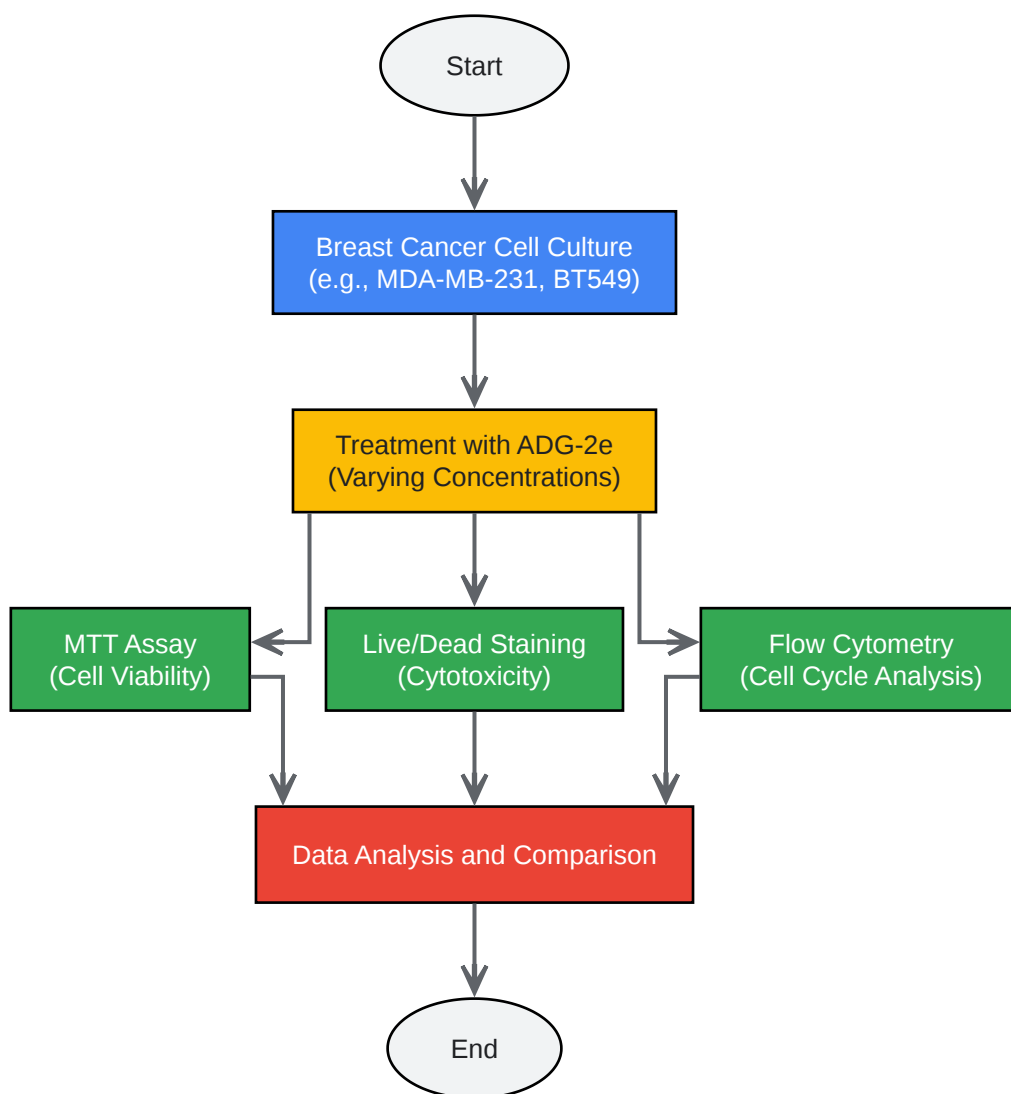 Start
Breast Cancer Cell Culture
(e.g., MDA-MB-231, BT549)
Treatment with ADG-2e
(Varying Concentrations)
MTT Assay
(Cell Viability)
Live/Dead Staining
(Cytotoxicity)
Flow Cytometry
(Cell Cycle Analysis)
Data Analysis and Comparison
End